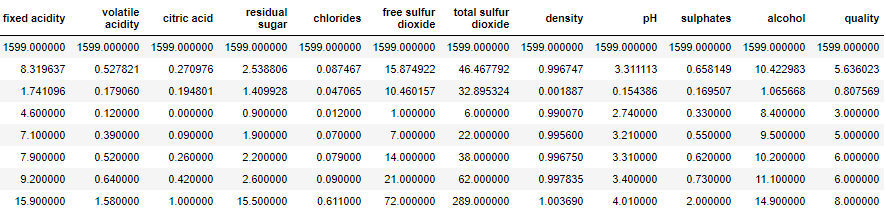 fixed acidity volatile acidity citric acid residual sugar chlorides free sulfur dioxide total sulfur dioxide density pH sulphates alcohol quality
1599.000000 1599.000000 1599.000000 1599.000000 1599.000000 1599.000000 1599.000000 1599.000000 1599.000000 1599.000000 1599.000000 1599.000000
8.319637 0.527821 0.270976 2.538806 0.087467 15.874922 46.467792 0.996747 3.311113 0.658149 10.422983 5.636023
1.741096 0.179060 0.194801 1.409928 0.047065 10.460157 32.895324 0.001887 0.154386 0.169507 1.065668 0.807569
4.600000 0.120000 0.000000 0.900000 0.012000 1.000000 6.000000 0.990070 2.740000 0.330000 8.400000 3.000000
7.100000 0.390000 0.090000 1.900000 0.070000 7.000000 22.000000 0.995600 3.210000 0.550000 9.500000 5.000000
7.900000 0.520000 0.260000 2.200000 0.079000 14.000000 38.000000 0.996750 3.310000 0.620000 10.200000 6.000000
9.200000 0.640000 0.420000 2.600000 0.090000 21.000000 62.000000 0.997835 3.400000 0.730000 11.100000 6.000000
15.900000 1.580000 1.000000 15.500000 0.611000 72.000000 289.000000 1.003690 4.010000 2.000000 14.900000 8.000000